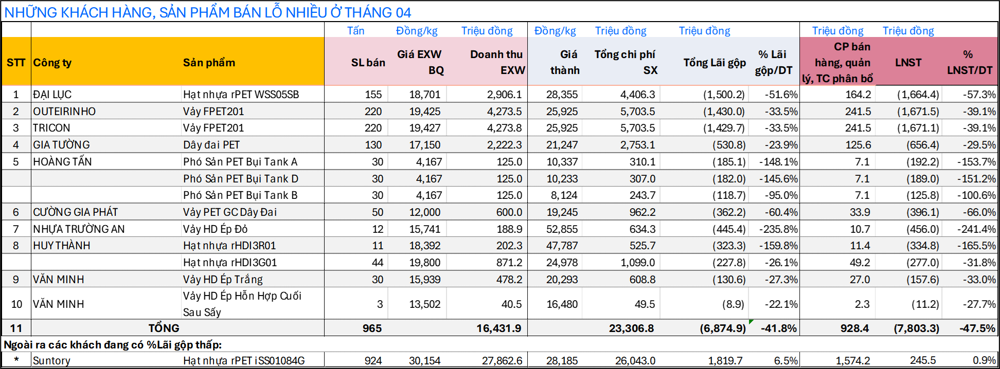 NHỮNG KHÁCH HÀNG, SẢN PHẨM BÁN LỖ NHIỀU Ở THÁNG 04
Tấn Đồng/kg Triệu đồng Đồng/kg Triệu đồng Triệu đồng Triệu đồng Triệu đồng
STT Công ty Sản phẩm SL bán Giá EXW BQ Doanh thu EXW Giá thành Tổng chi phí SX Tổng Lãi gộp % Lãi gộp/DT CP bán hàng, quản lý, TC phân bổ LNST % LNST/DT
1 ĐẠI LỤC Hạt nhựa rPET WSS05SB 155 18,701 2,906.1 28,355 4,406.3 (1,500.2) -51.6% 164.2 (1,664.4) -57.3%
2 OUTEIRINHO Vảy FPET201 220 19,425 4,273.5 25,925 5,703.5 (1,430.0) -33.5% 241.5 (1,671.5) -39.1%
3 TRICON Vảy FPET201 220 19,427 4,273.8 25,925 5,703.5 (1,429.7) -33.5% 241.5 (1,671.1) -39.1%
4 GIA TƯỜNG Dây đai PET 130 17,150 2,222.3 21,247 2,753.1 (530.8) -23.9% 125.6 (656.4) -29.5%
5 HOÀNG TẤN Phó Sản PET Bụi Tank A 30 4,167 125.0 10,337 310.1 (185.1) -148.1% 7.1 (192.2) -153.7%
Phó Sản PET Bụi Tank D 30 4,167 125.0 10,233 307.0 (182.0) -145.6% 7.1 (189.0) -151.2%
Phó Sản PET Bụi Tank B 30 4,167 125.0 8,124 243.7 (118.7) -95.0% 7.1 (125.8) -100.6%
6 CƯỜNG GIA PHÁT Vảy PET GC Dây Đai 50 12,000 600.0 19,245 962.2 (362.2) -60.4% 33.9 (396.1) -66.0%
7 NHỰA TRƯỜNG AN Vảy HD Ép Đỏ 12 15,741 188.9 52,855 634.3 (445.4) -235.8% 10.7 (456.0) -241.4%
8 HUY THÀNH Hạt nhựa rHDI3R01 11 18,392 202.3 47,787 525.7 (323.3) -159.8% 11.4 (334.8) -165.5%
Hạt nhựa rHDI3G01 44 19,800 871.2 24,978 1,099.0 (227.8) -26.1% 49.2 (277.0) -31.8%
9 VĂN MINH Vảy HD Ép Trắng 30 15,939 478.2 20,293 608.8 (130.6) -27.3% 27.0 (157.6) -33.0%
10 VĂN MINH Vảy HD Ép Hỗn Hợp Cuối Sau Sấy 3 13,502 40.5 16,480 49.5 (8.9) -22.1% 2.3 (11.2) -27.7%
11 TỔNG 965 16,431.9 23,306.8 (6,874.9) -41.8% 928.4 (7,803.3) -47.5%
Ngoài ra các khách đang có %Lãi gộp thấp:
* Suntory Hạt nhựa rPET iSS01084G 924 30,154 27,862.6 28,185 26,043.0 1,819.7 6.5% 1,574.2 245.5 0.9%